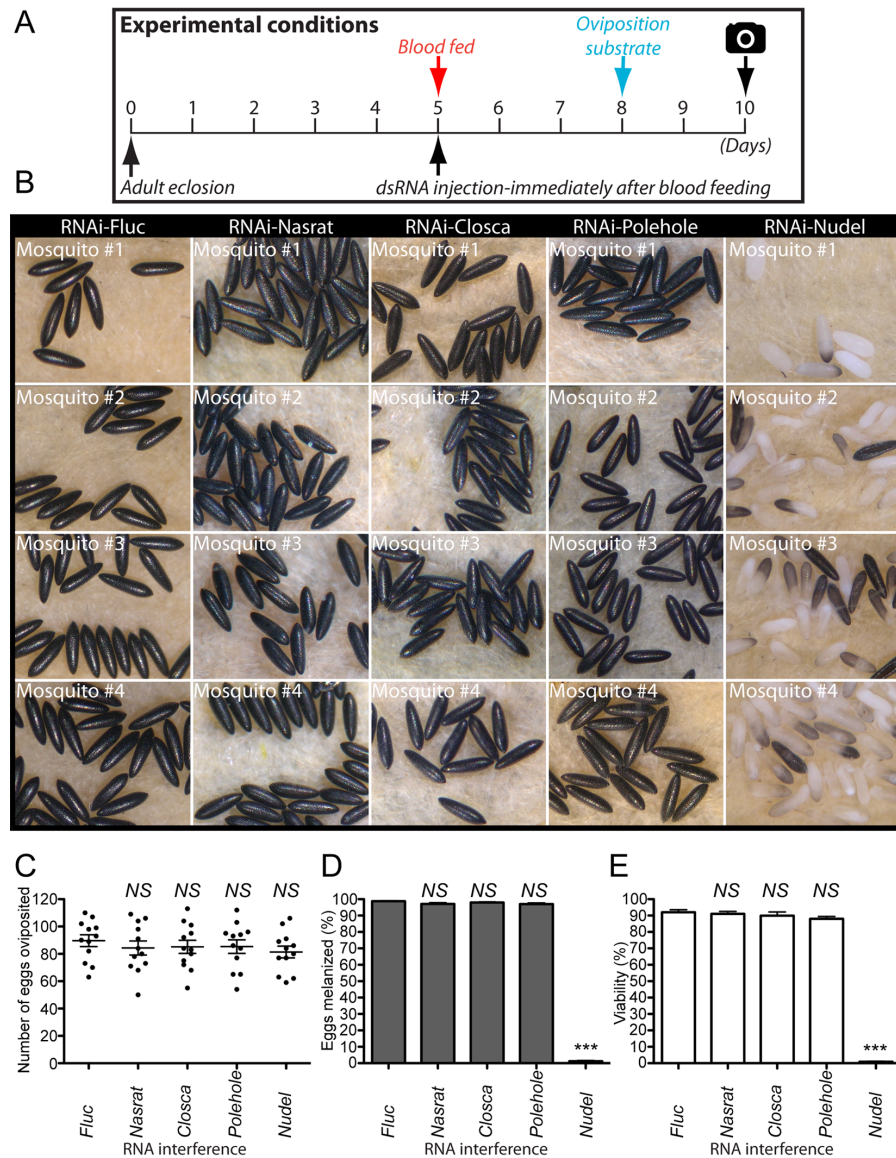 A
Experimental conditions
Blood fed
Oviposition
substrate
0 1 2 3 4 5 6 7 8 9 10
(Days)
Adult eclosion
dsRNA injection-immediately after blood feeding
B
RNAi-Fluc RNAi-Nasrat RNAi-Closca RNAi-Polehole RNAi-Nudel
Mosquito #1 Mosquito #1 Mosquito #1 Mosquito #1 Mosquito #1
Mosquito #2 Mosquito #2 Mosquito #2 Mosquito #2 Mosquito #2
Mosquito #3 Mosquito #3 Mosquito #3 Mosquito #3 Mosquito #3
Mosquito #4 Mosquito #4 Mosquito #4 Mosquito #4 Mosquito #4
C
NS NS NS NS
Number of eggs oviposited
120
100
80
60
40
20
0
Fluc
Nasrat
Closca
Polehole
Nudel
RNA interference
D
NS NS NS
***
Eggs melanized (%)
100
90
80
70
60
50
40
30
20
10
0
Fluc
Nasrat
Closca
Polehole
Nudel
RNA interference
E
NS NS NS
***
Viability (%)
100
90
80
70
60
50
40
30
20
10
0
Fluc
Nasrat
Closca
Polehole
Nudel
RNA interference